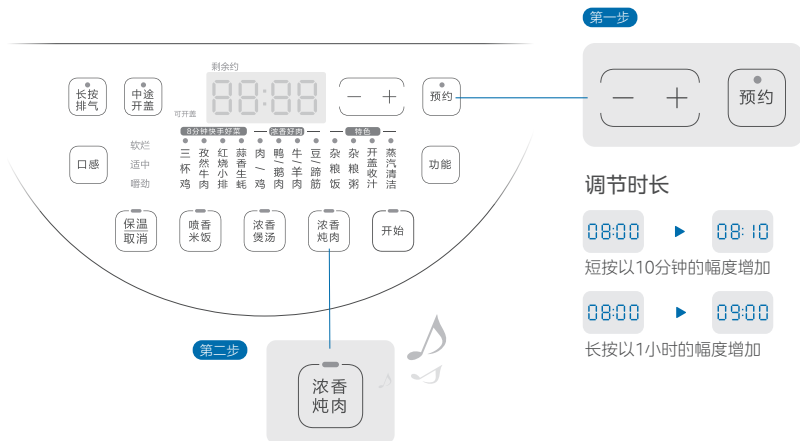 第一步
剩余约
长按
排气
中途
开盖
88:88
可开盖
— +
预约
— +
预约
8分钟快手好菜
浓香好肉
特色
口感
软烂
适中
嚼劲
三杯鸡
孜然牛肉
红烧小排
蒜香生蚝
肉/鸡
鸭/鹅肉
牛/羊肉
豆/蹄筋
杂粮饭
杂粮粥
开盖收汁
蒸汽清洁
功能
保温
取消
喷香
米饭
浓香
煲汤
浓香
炖肉
开始
调节时长
08:00
08:10
短按以10分钟的幅度增加
08:00
09:00
长按以1小时的幅度增加
第二步
浓香
炖肉